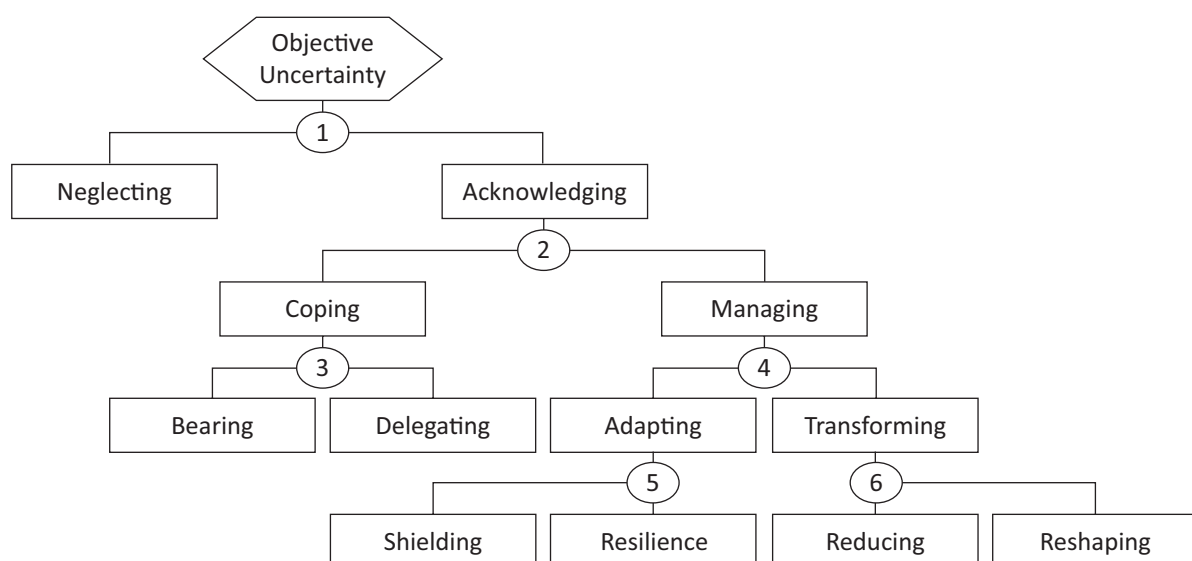 Objective
Uncertainty
1
Neglecting
Acknowledging
2
Coping
Managing
3
4
Bearing
Delegating
Adapting
Transforming
5
6
Shielding
Resilience
Reducing
Reshaping